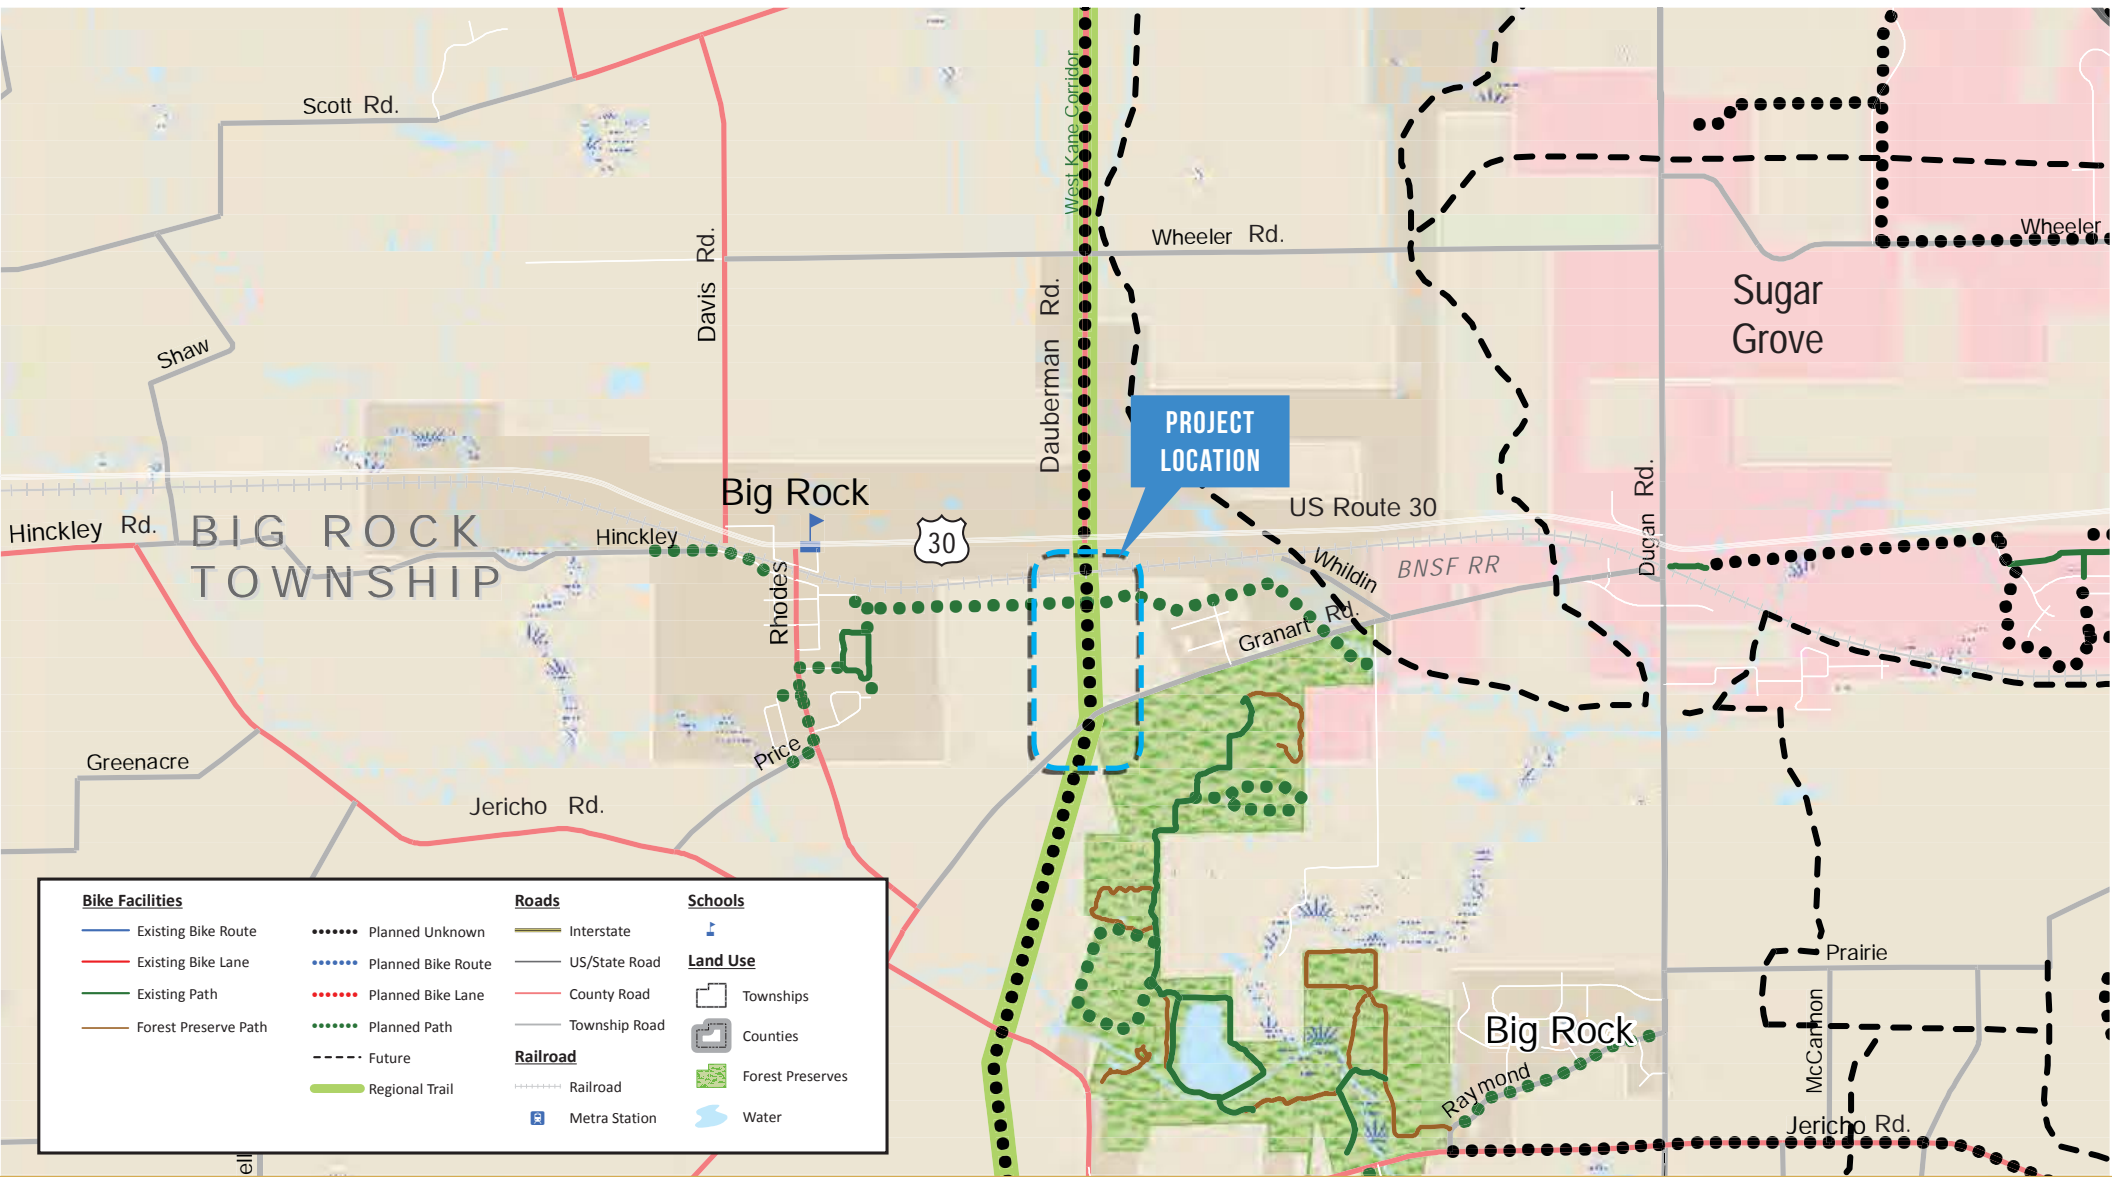 Scott Rd.
West Kane Corridor
Wheeler Rd.
Wheeler
Davis Rd.
Dauberman Rd.
Sugar
Grove
Shaw
PROJECT
LOCATION
Big Rock
US Route 30
Dugan Rd.
Hinckley Rd.
BIG ROCK
TOWNSHIP
Hinckley
30
Whildin
BNSF RR
Rhodes
Granart Rd.
Price
Greenacre
Jericho Rd.
Prairie
McCannon
Big Rock
Raymond
Jericho Rd.
ell
Bike Facilities
Existing Bike Route
Existing Bike Lane
Existing Path
Forest Preserve Path
Planned Unknown
Planned Bike Route
Planned Bike Lane
Planned Path
Future
Regional Trail
Roads
Interstate
US/State Road
County Road
Township Road
Railroad
Railroad
Metra Station
Schools
Land Use
Townships
Counties
Forest Preserves
Water